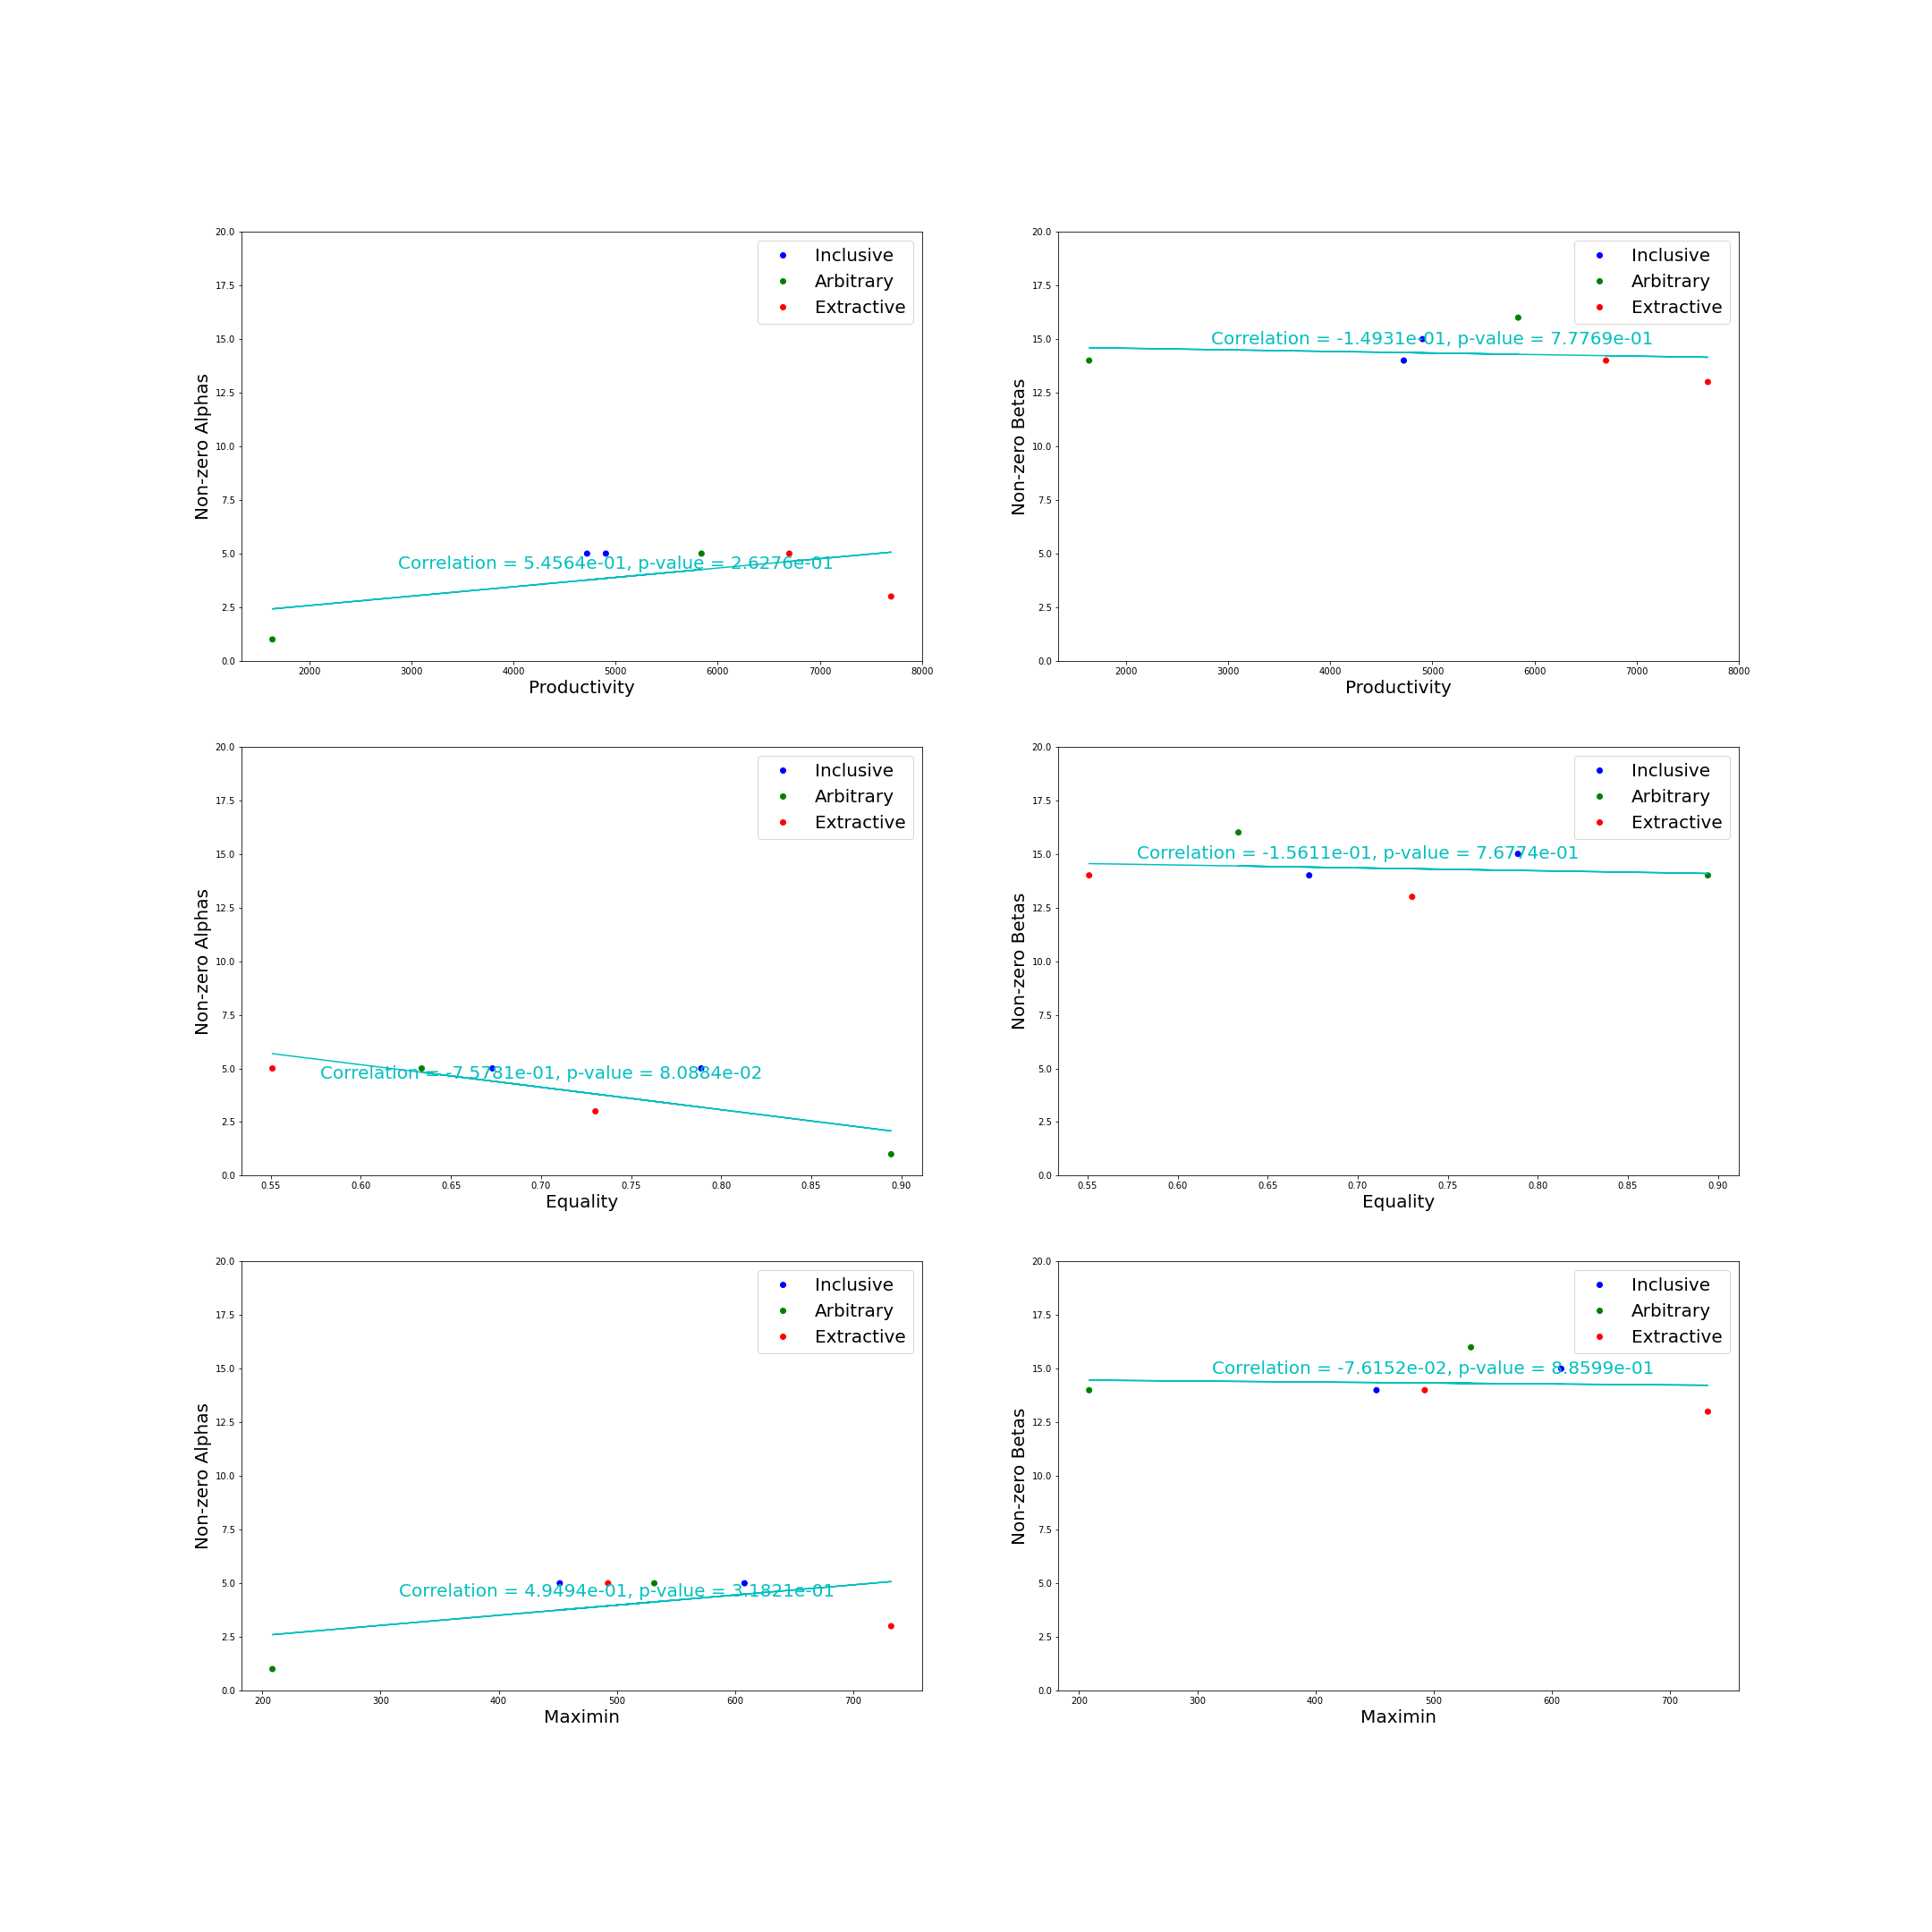 20.0
17.5
15.0
12.5
10.0
7.5
5.0
2.5
0.0
Non-zero Alphas
Inclusive
Arbitrary
Extractive
Correlation = 5.4564e-01, p-value = 2.6276e-01
2000 3000 4000 5000 6000 7000 8000
Productivity
20.0
17.5
15.0
12.5
10.0
7.5
5.0
2.5
0.0
Non-zero Betas
Inclusive
Arbitrary
Extractive
Correlation = -1.4931e-01, p-value = 7.7769e-01
2000 3000 4000 5000 6000 7000 8000
Productivity
20.0
17.5
15.0
12.5
10.0
7.5
5.0
2.5
0.0
Non-zero Alphas
Inclusive
Arbitrary
Extractive
Correlation = -7.5781e-01, p-value = 8.0884e-02
0.55 0.60 0.65 0.70 0.75 0.80 0.85 0.90
Equality
20.0
17.5
15.0
12.5
10.0
7.5
5.0
2.5
0.0
Non-zero Betas
Inclusive
Arbitrary
Extractive
Correlation = -1.5611e-01, p-value = 7.6774e-01
0.55 0.60 0.65 0.70 0.75 0.80 0.85 0.90
Equality
20.0
17.5
15.0
12.5
10.0
7.5
5.0
2.5
0.0
Non-zero Alphas
Inclusive
Arbitrary
Extractive
Correlation = 4.9494e-01, p-value = 3.1821e-01
200 300 400 500 600 700
Maximin
20.0
17.5
15.0
12.5
10.0
7.5
5.0
2.5
0.0
Non-zero Betas
Inclusive
Arbitrary
Extractive
Correlation = -7.6152e-02, p-value = 8.8599e-01
200 300 400 500 600 700
Maximin